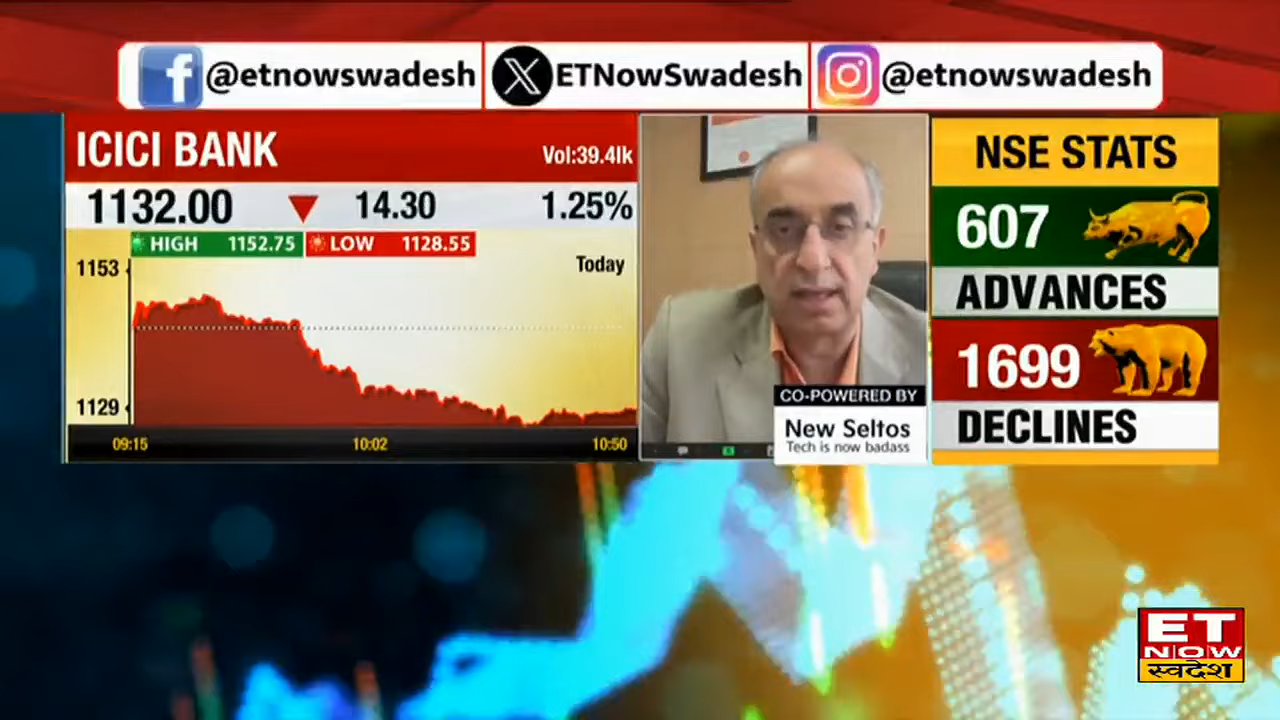 @etnowswadesh
ETNowSwadesh
@etnowswadesh
ICICI BANK
Vol:39.4lk
1132.00
14.30
1.25%
HIGH 1152.75
LOW 1128.55
Today
1153
1129
09:15
10:02
10:50
CO-POWERED BY
New Seltos
Tech is now badass
NSE STATS
607
ADVANCES
1699
DECLINES
ET
NOW
स्वदेश